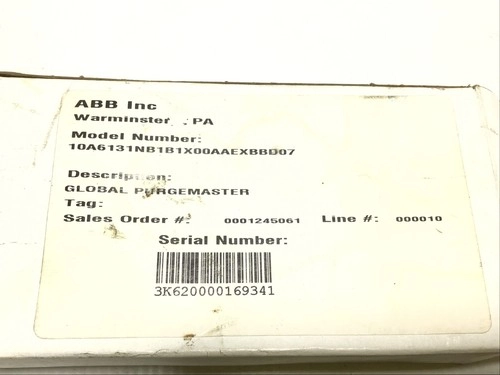 ABB Inc
Warminster , PA
Model Number:
10A6131NB1B1X00AAEXBBD07
Description:
GLOBAL PURGEMASTER
Tag:
Sales Order #: 0001245061 Line #: 000010
Serial Number:
3K620000169341